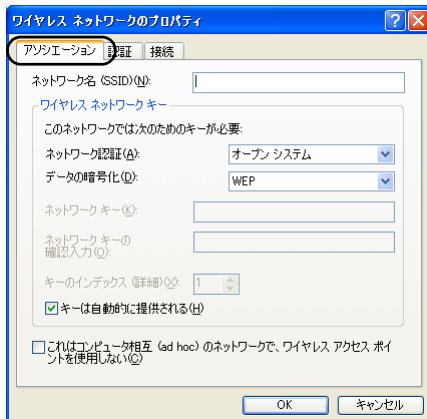 ワイヤレス ネットワークのプロパティ
アソシエーション 認証 接続
ネットワーク名 (SSID)(N):
ワイヤレス ネットワーク キー
このネットワークでは次のためのキーが必要:
ネットワーク認証(A): オープン システム
データの暗号化(D): WEP
ネットワーク キー(K):
ネットワーク キーの
確認入力(O):
キーのインデックス (詳細)(X): 1
キーは自動的に提供される(H)
これはコンピュータ相互 (ad hoc) のネットワークで、ワイヤレス アクセス ポイ
ントを使用しない(C)
OK キャンセル